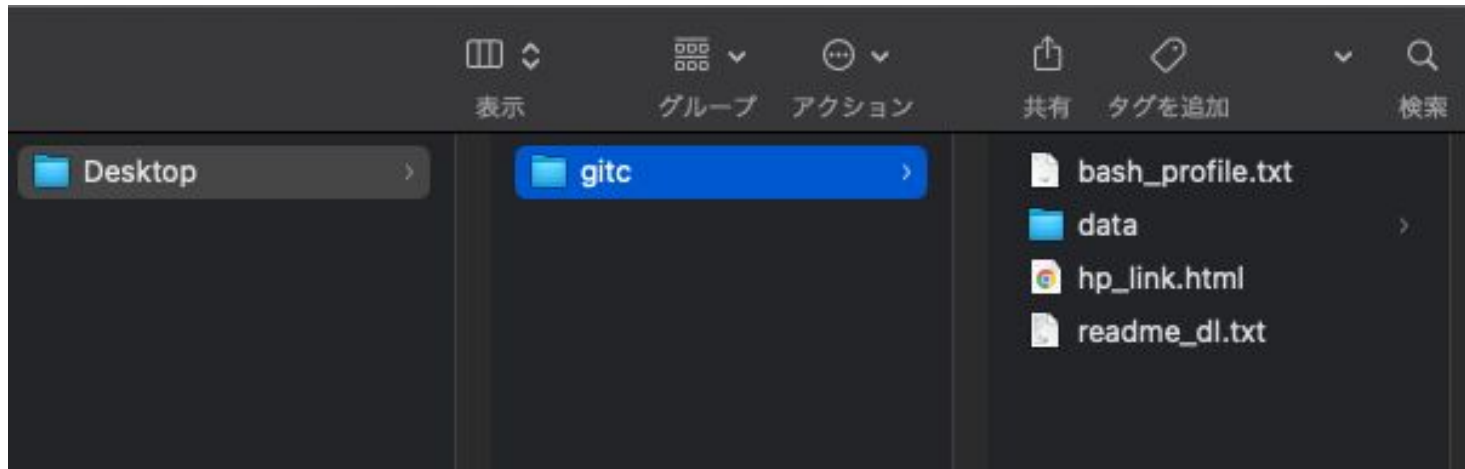 表示 グループ アクション 共有 タグを追加 検索
Desktop gitc bash_profile.txt
data
hp_link.html
readme_dl.txt